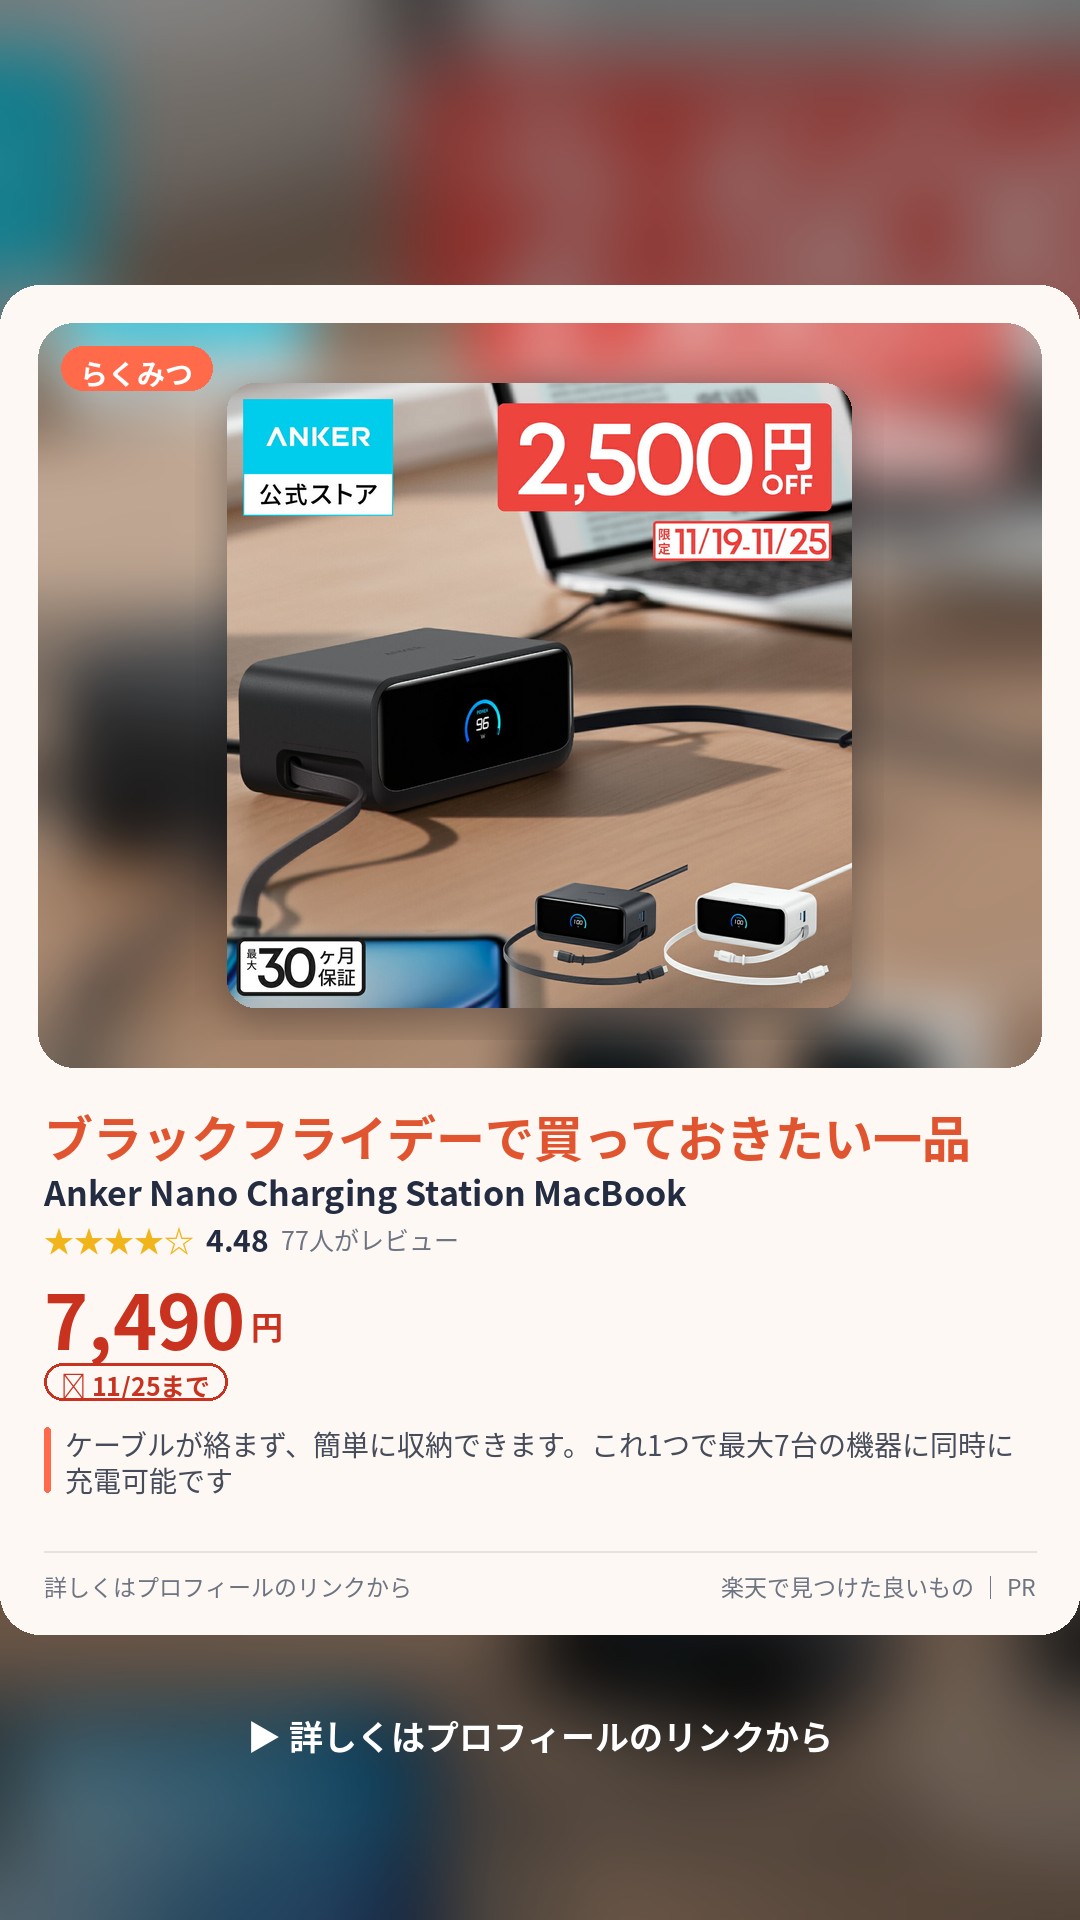 らくみつ
ANKER
公式ストア
2,500円
OFF
限定 11/19-11/25
POWER
96
100
100
最大30ヶ月保証
ブラックフライデーで買っておきたい一品
Anker Nano Charging Station MacBook
★★★★☆ 4.48 77人がレビュー
7,490円
11/25まで
ケーブルが絡まず、簡単に収納できます。これ1つで最大7台の機器に同時に
充電可能です
詳しくはプロフィールのリンクから
楽天で見つけた良いもの | PR
▶ 詳しくはプロフィールのリンクから